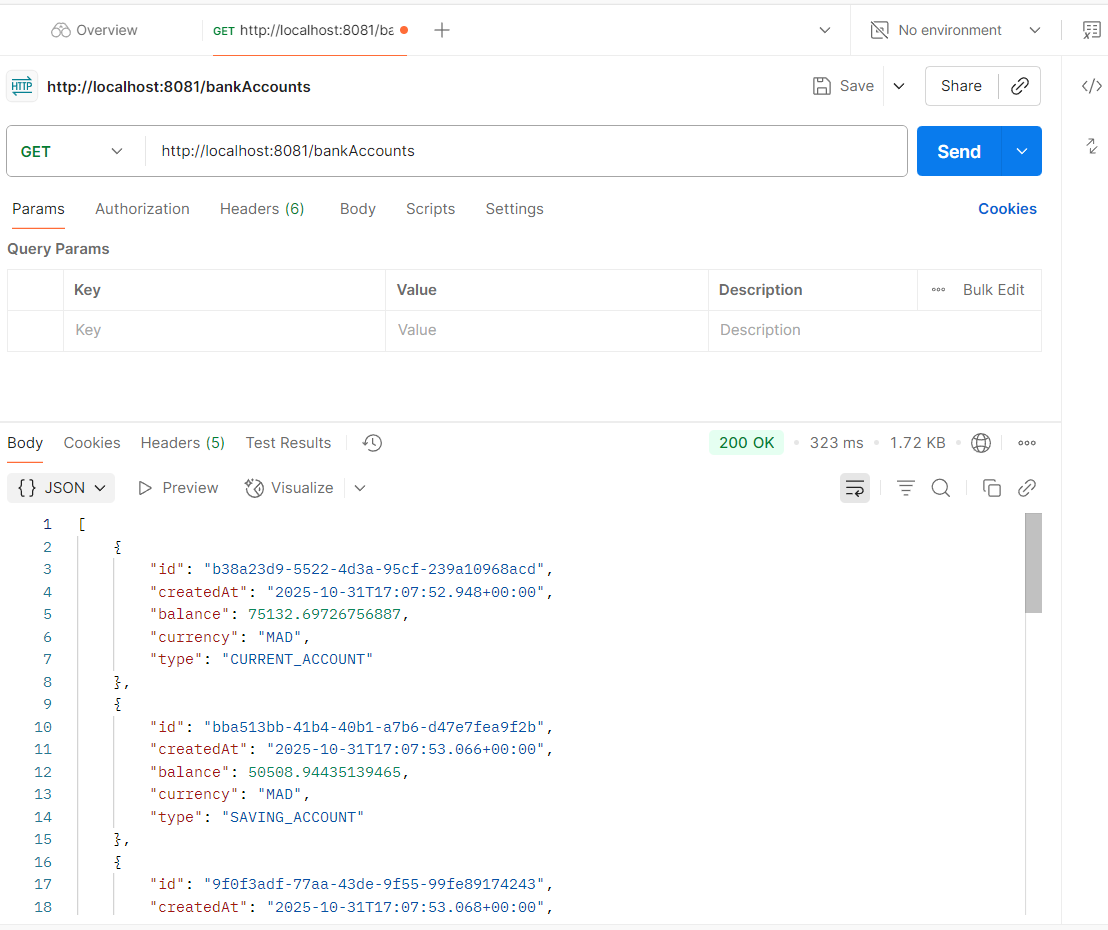 Overview GET http://localhost:8081/ba No environment
HTTP http://localhost:8081/bankAccounts Save Share
GET http://localhost:8081/bankAccounts Send
Params Authorization Headers (6) Body Scripts Settings Cookies
Query Params
Key Value Description Bulk Edit
Key Value Description
Body Cookies Headers (5) Test Results 200 OK • 323 ms • 1.72 KB •
{} JSON Preview Visualize
1 [
2 {
3 "id": "b38a23d9-5522-4d3a-95cf-239a10968acd",
4 "createdAt": "2025-10-31T17:07:52.948+00:00",
5 "balance": 75132.69726756887,
6 "currency": "MAD",
7 "type": "CURRENT_ACCOUNT"
8 },
9 {
10 "id": "bba513bb-41b4-40b1-a7b6-d47e7fea9f2b",
11 "createdAt": "2025-10-31T17:07:53.066+00:00",
12 "balance": 50508.94435139465,
13 "currency": "MAD",
14 "type": "SAVING_ACCOUNT"
15 },
16 {
17 "id": "9f0f3adf-77aa-43de-9f55-99fe89174243",
18 "createdAt": "2025-10-31T17:07:53.068+00:00",